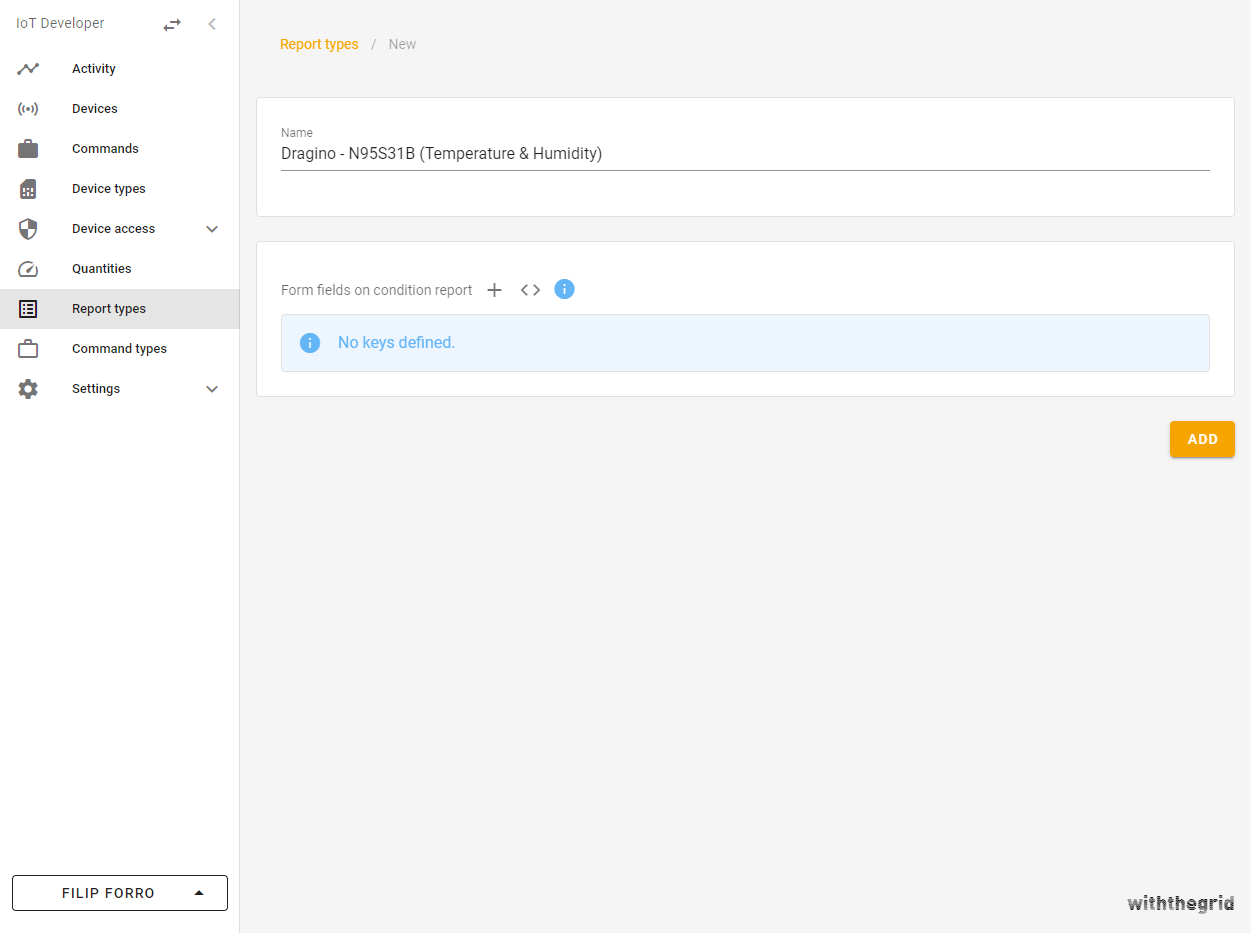 IoT Developer
Activity
Devices
Commands
Device types
Device access
Quantities
Report types
Command types
Settings
FILIP FORRO
Report types / New
Name
Dragino - N95S31B (Temperature & Humidity)
Form fields on condition report
No keys defined.
ADD
withthegrid